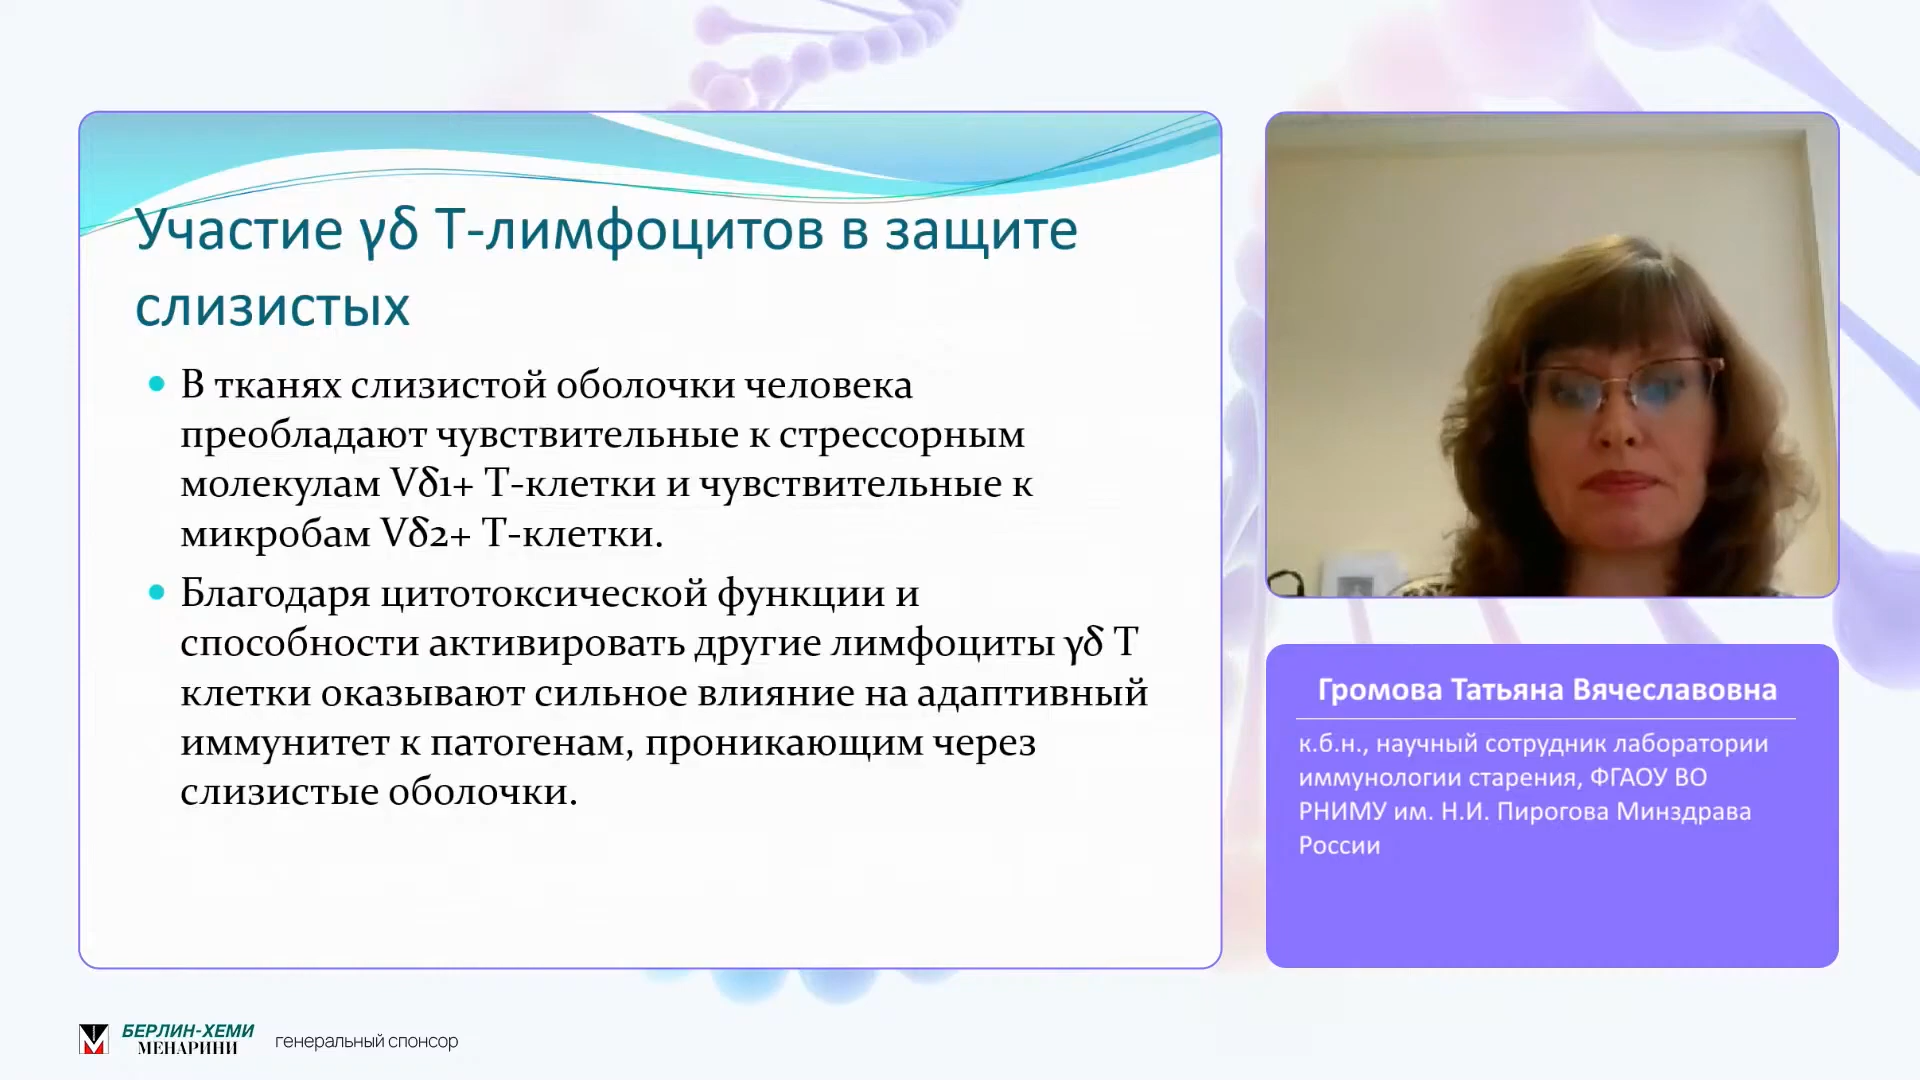 Участие γδ Т-лимфоцитов в защите
слизистых
• В тканях слизистой оболочки человека
преобладают чувствительные к стрессорным
молекулам Vδ1+ Т-клетки и чувствительные к
микробам Vδ2+ Т-клетки.
• Благодаря цитотоксической функции и
способности активировать другие лимфоциты γδ Т
клетки оказывают сильное влияние на адаптивный
иммунитет к патогенам, проникающим через
слизистые оболочки.
Громова Татьяна Вячеславовна
к.б.н., научный сотрудник лаборатории
иммунологии старения, ФГАОУ ВО
РНИМУ им. Н.И. Пирогова Минздрава
России
БЕРЛИН-ХЕМИ
МЕНАРИНИ
генеральный спонсор